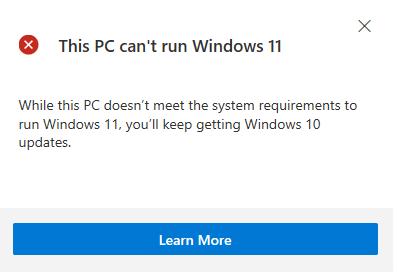 This PC can't run Windows 11
While this PC doesn’t meet the system requirements to
run Windows 11, you’ll keep getting Windows 10
updates.
Learn More